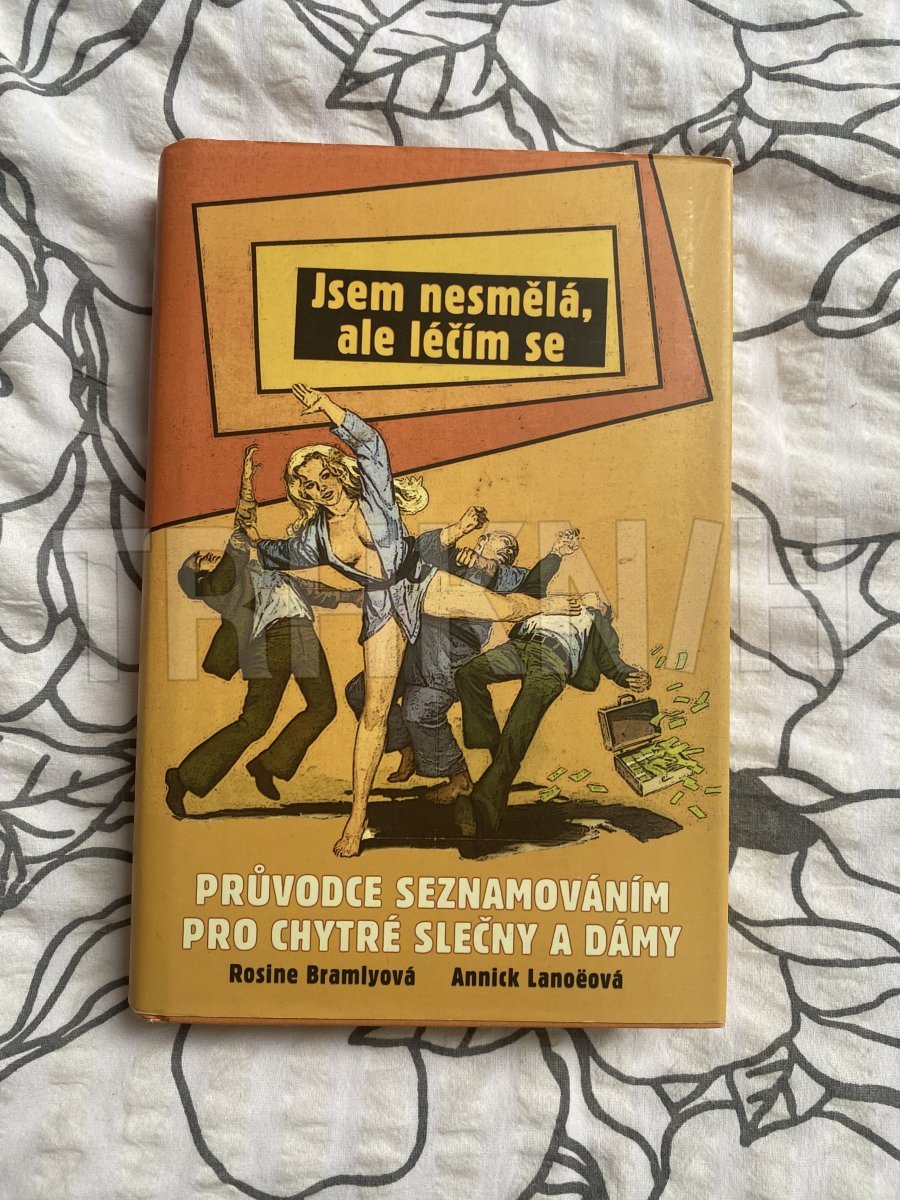 Jsem nesmělá,
ale léčím se
PRŮVODCE SEZNAMOVÁNÍM
PRO CHYTRÉ SLEČNY A DÁMY
Rosine Bramlyová Annick Lanoëová